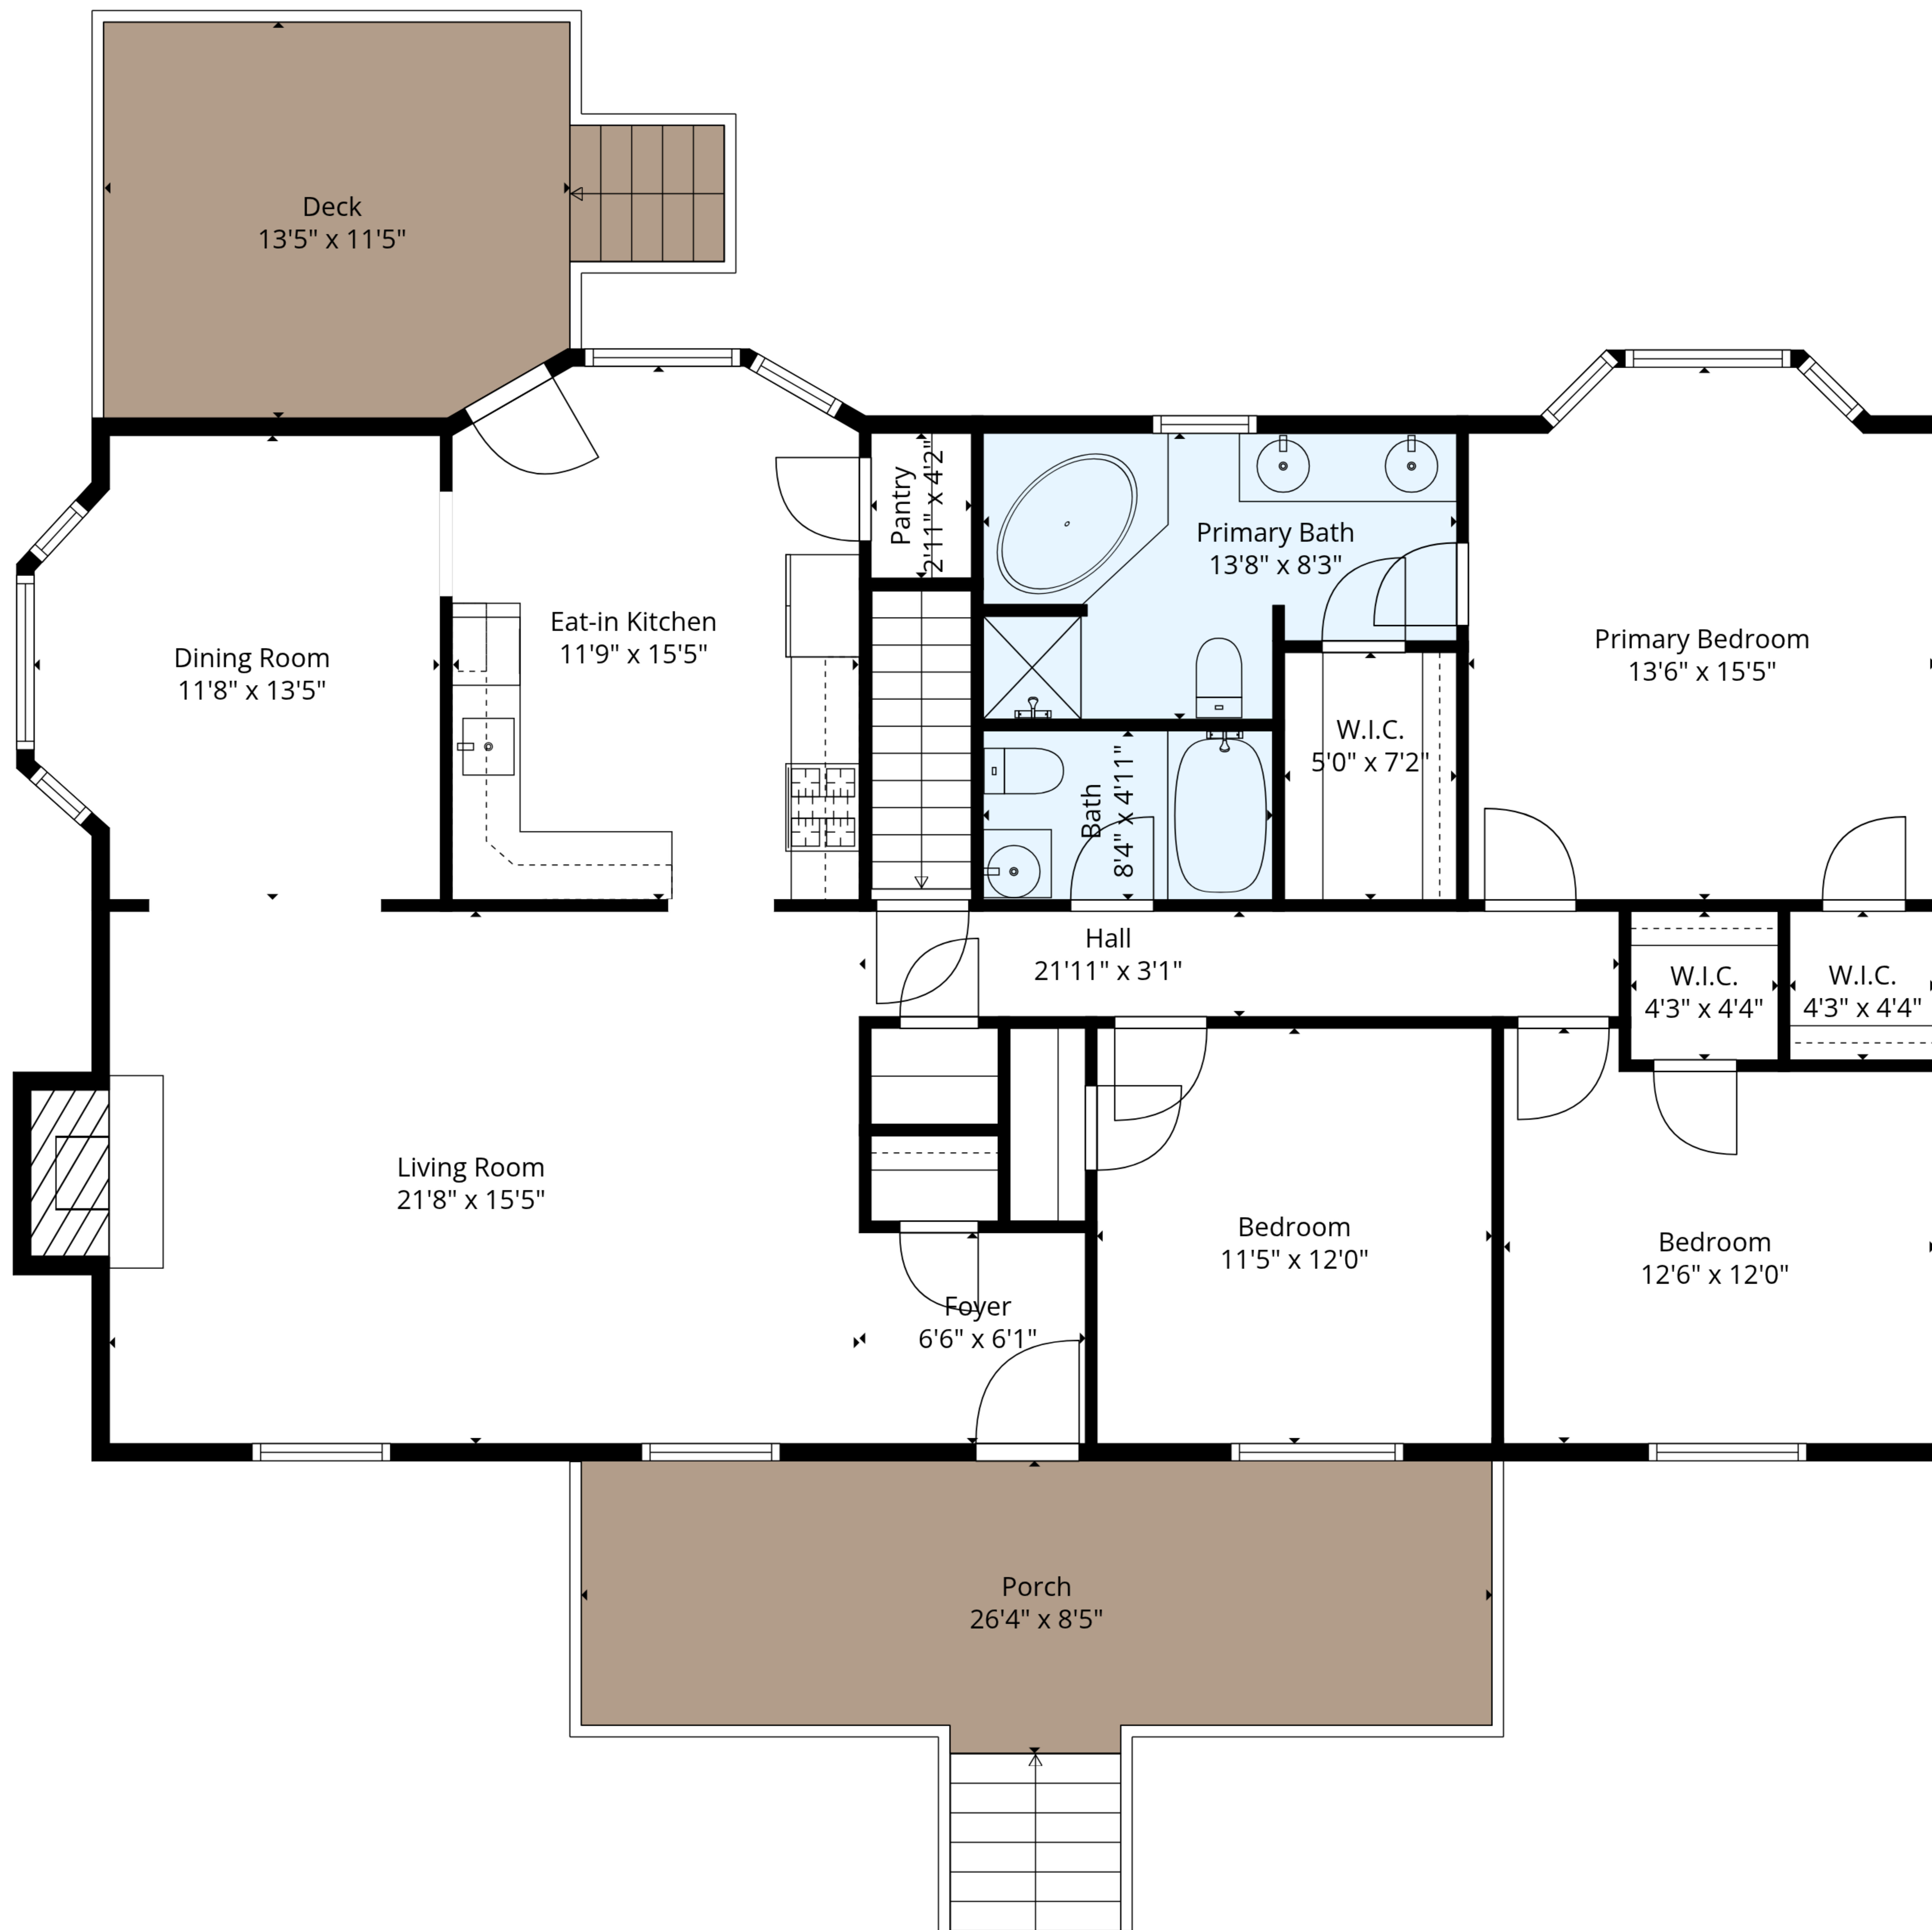 Deck
13'5" x 11'5"
Pantry
2'11" x 4'2"
Primary Bath
13'8" x 8'3"
Eat-in Kitchen
11'9" x 15'5"
Dining Room
11'8" x 13'5"
Primary Bedroom
13'6" x 15'5"
W.I.C.
5'0" x 7'2"
Bath
8'4" x 4'11"
Hall
21'11" x 3'1"
W.I.C.
4'3" x 4'4"
W.I.C.
4'3" x 4'4"
Living Room
21'8" x 15'5"
Bedroom
11'5" x 12'0"
Bedroom
12'6" x 12'0"
Foyer
6'6" x 6'1"
Porch
26'4" x 8'5"